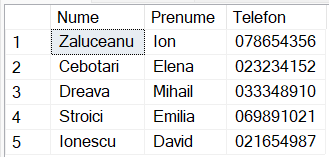 Nume Prenume Telefon
1 Zaluceanu Ion 078654356
2 Cebotari Elena 023234152
3 Dreava Mihail 033348910
4 Stroici Emilia 069891021
5 Ionescu David 021654987